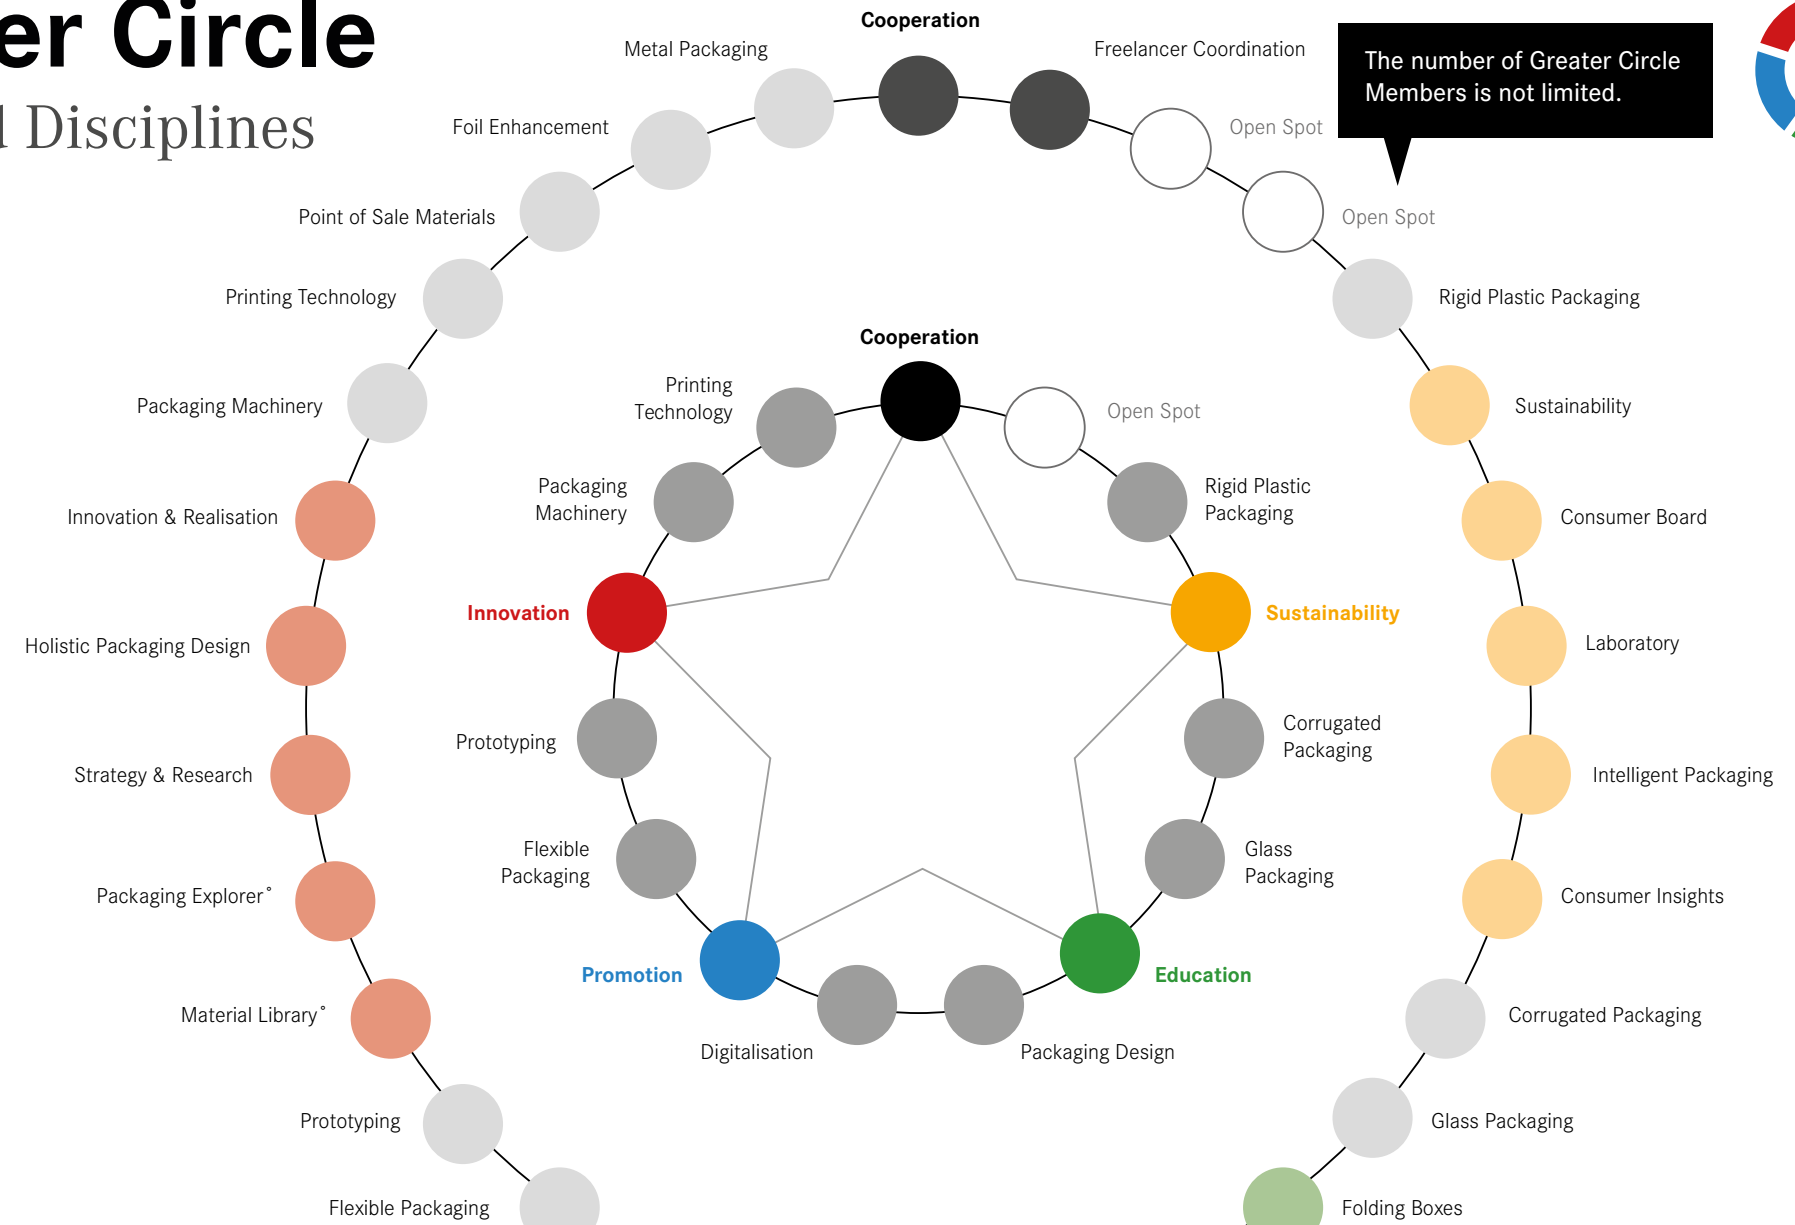 er Circle
Disciplines
Cooperation
Metal Packaging
Freelancer Coordination
The number of Greater Circle
Members is not limited.
Foil Enhancement
Open Spot
Point of Sale Materials
Open Spot
Printing Technology
Rigid Plastic Packaging
Packaging Machinery
Sustainability
Innovation & Realisation
Consumer Board
Holistic Packaging Design
Laboratory
Strategy & Research
Intelligent Packaging
Packaging Explorer°
Consumer Insights
Material Library°
Corrugated Packaging
Prototyping
Glass Packaging
Flexible Packaging
Folding Boxes
Cooperation
Printing
Technology
Open Spot
Packaging
Machinery
Rigid Plastic
Packaging
Innovation
Sustainability
Prototyping
Corrugated
Packaging
Flexible
Packaging
Glass
Packaging
Promotion
Education
Digitalisation
Packaging Design